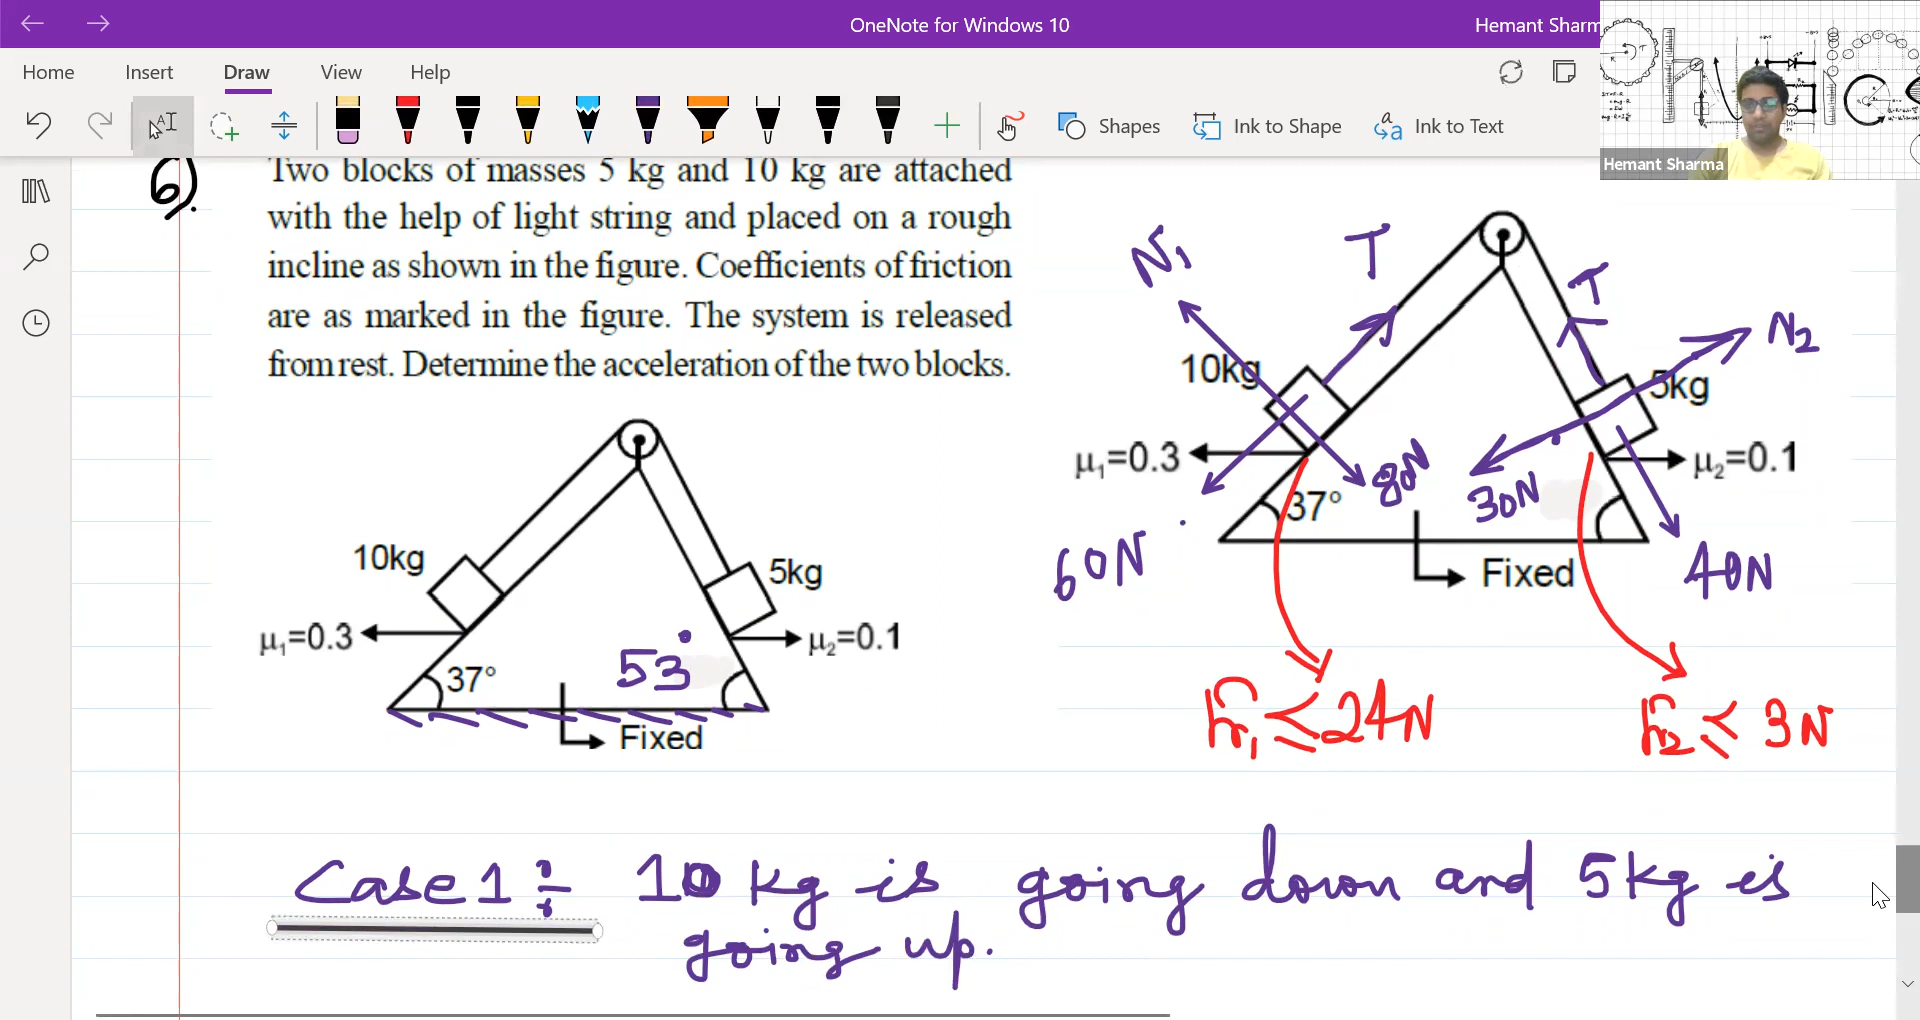 OneNote for Windows 10
Hemant Sharm
Home Insert Draw View Help
Shapes Ink to Shape Ink to Text
Hemant Sharma
6).
Two blocks of masses 5 kg and 10 kg are attached
with the help of light string and placed on a rough
incline as shown in the figure. Coefficients of friction
are as marked in the figure. The system is released
from rest. Determine the acceleration of the two blocks.
10kg
5kg
μ₁=0.3
μ₂=0.1
37°
53°
Fixed
N₁
T
T
N₂
10kg
5kg
μ₁=0.3
80N
30N
μ₂=0.1
37°
60N
40N
Fixed
fr₁ ≤ 24N
fr₂ ≤ 3N
Case 1 : 10 kg is going down and 5kg is
going up.